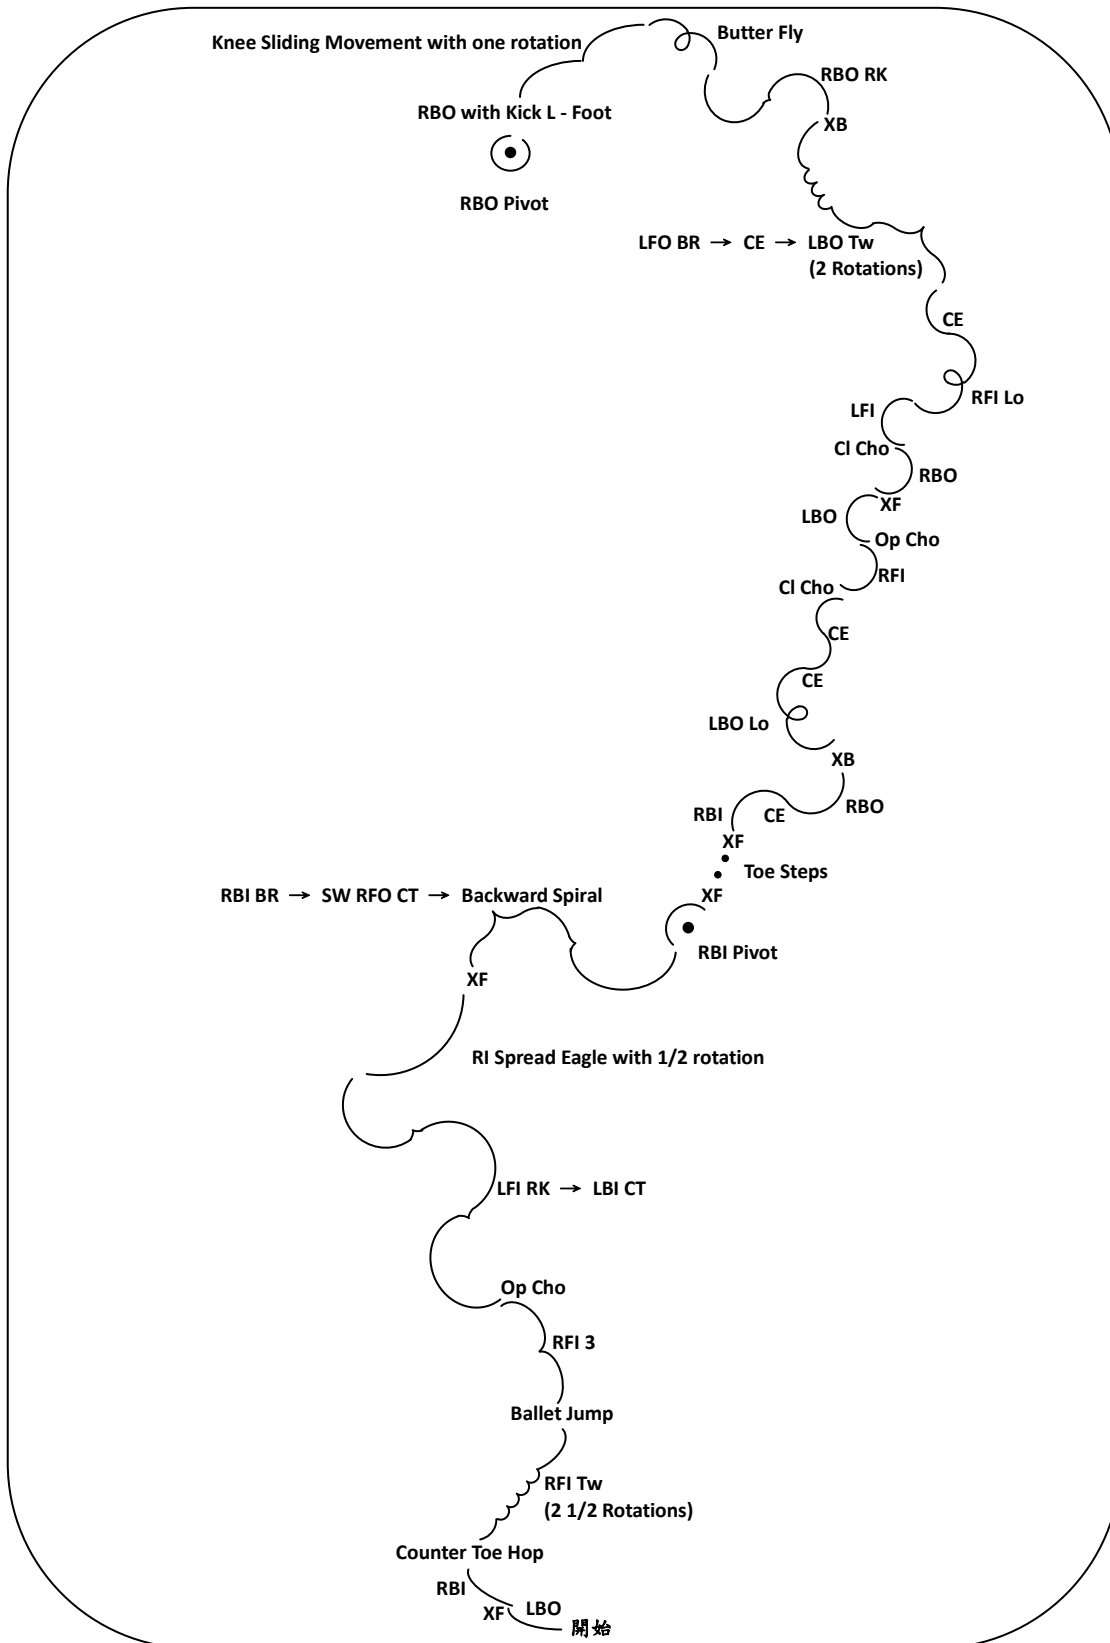 Butter Fly
Knee Sliding Movement with one rotation
RBO RK
RBO with Kick L - Foot
XB
RBO Pivot
LFO BR → CE → LBO Tw
(2 Rotations)
CE
RFI Lo
LFI
Cl Cho
RBO
XF
LBO
Op Cho
RFI
Cl Cho
CE
CE
LBO Lo
XB
RBO
RBI
CE
XF
Toe Steps
XF
RBI BR → SW RFO CT → Backward Spiral
RBI Pivot
XF
RI Spread Eagle with 1/2 rotation
LFI RK → LBI CT
Op Cho
RFI 3
Ballet Jump
RFI Tw
(2 1/2 Rotations)
Counter Toe Hop
RBI
XF
LBO
開始